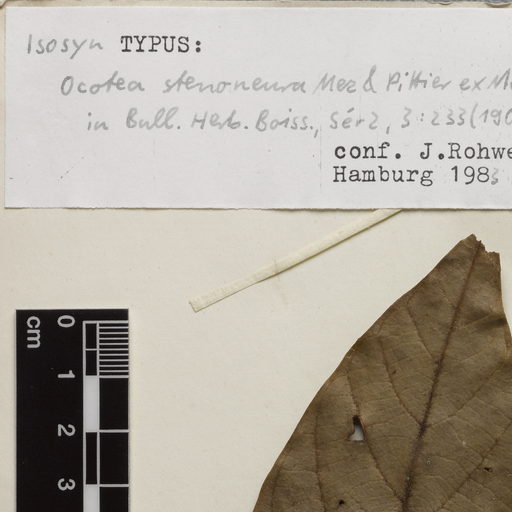 Isosyn TYPUS:
Ocotea stenoneura Mez & Pittier ex M
in Bull. Herb. Boiss., Sér 2, 3:233 (190
conf. J.Rohwe
Hamburg 1983
cm
0
1
2
3